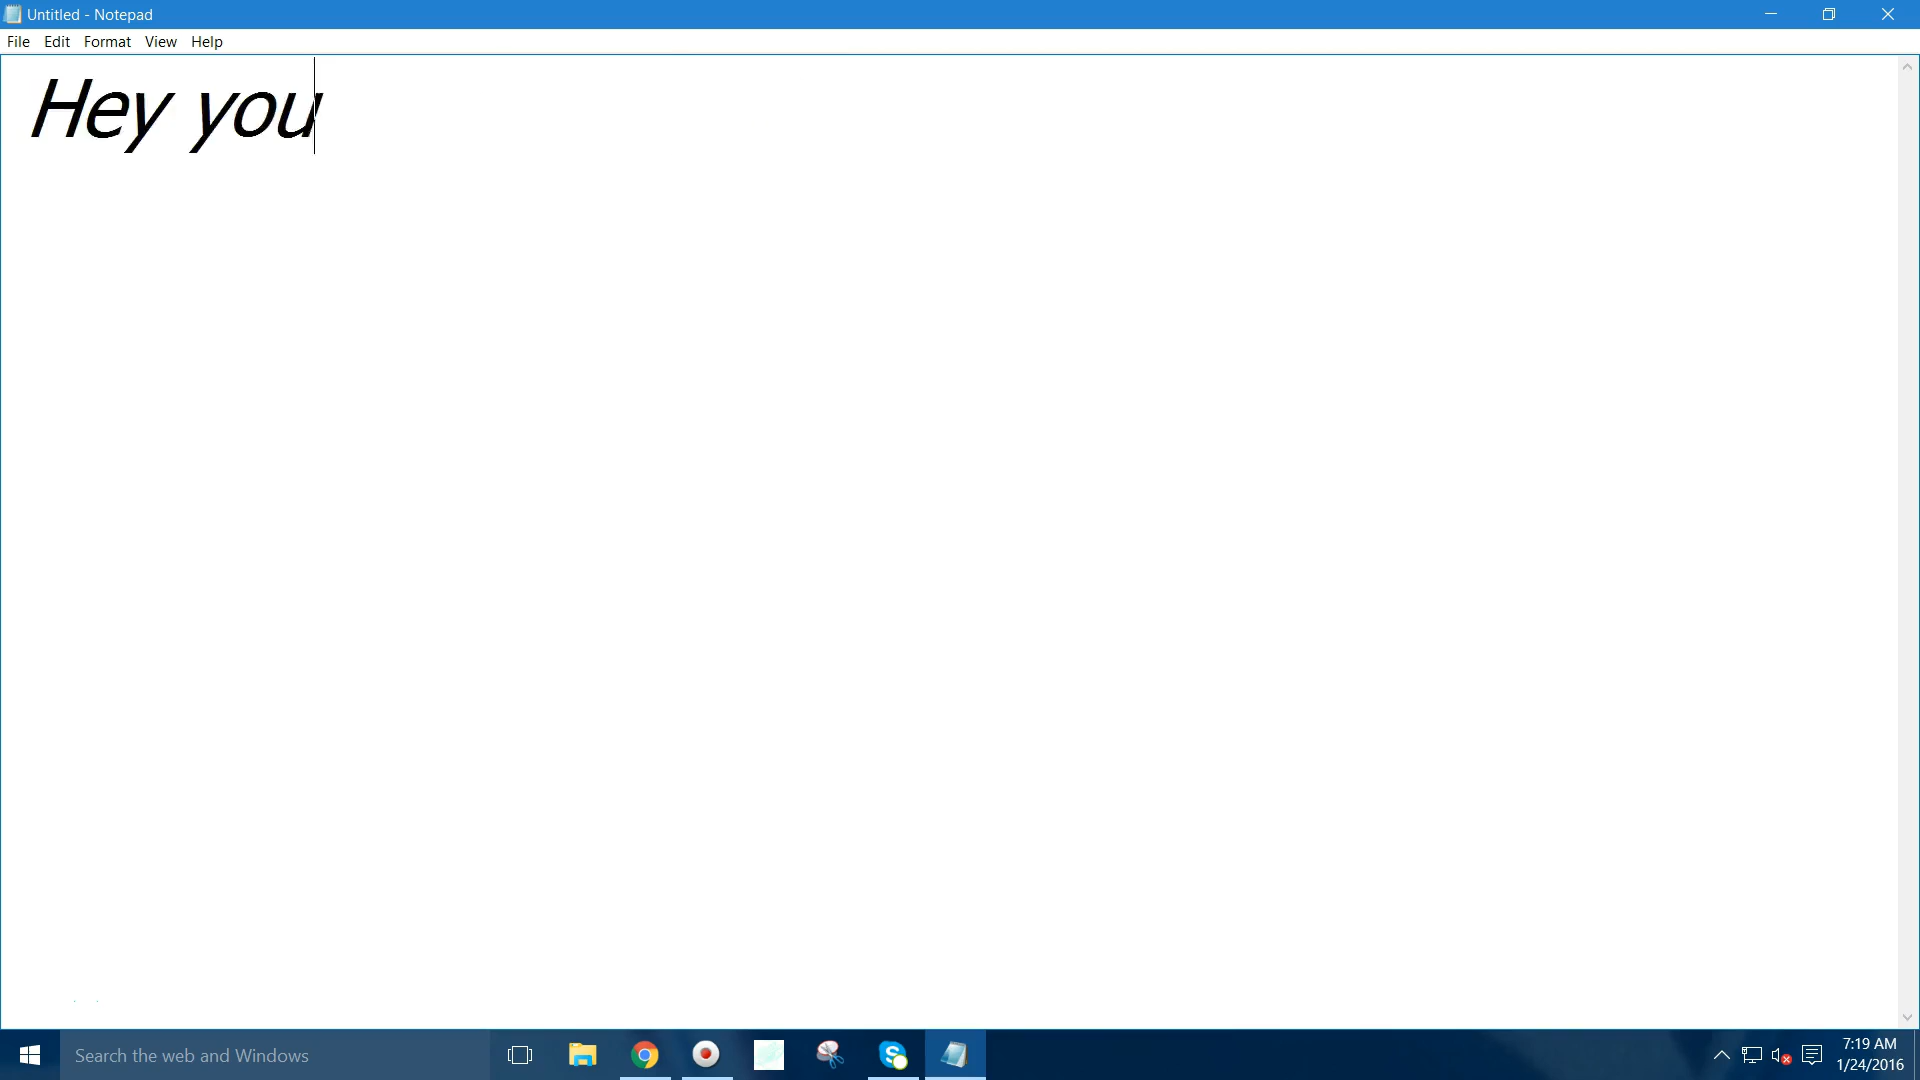 Untitled - Notepad
File Edit Format View Help
Hey you
Search the web and Windows
7:19 AM
1/24/2016